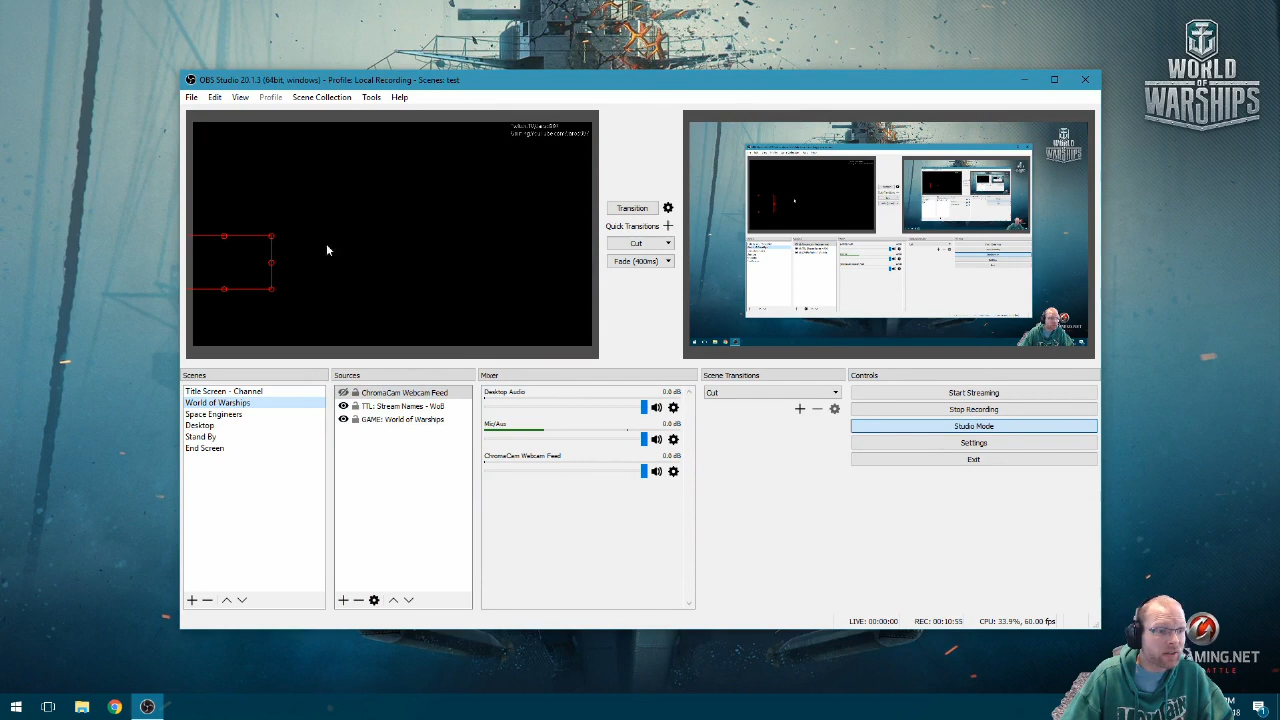 WORLD
OF
WARSHIPS
OBS Studio 20.1.3 (64bit, windows) - Profile: Local Recording - Scenes: test
File Edit View Profile Scene Collection Tools Help
Transition
Quick Transitions
Cut
Fade (400ms)
Scenes Sources Mixer Scene Transitions Controls
Title Screen - Channel
World of Warships
Space Engineers
Desktop
Stand By
End Screen
ChromaCam Webcam Feed
TTL: Stream Names - WoB
GAME: World of Warships
Desktop Audio 0.0 dB
Mic/Aux 0.0 dB
ChromaCam Webcam Feed 0.0 dB
Cut
Start Streaming
Stop Recording
Studio Mode
Settings
Exit
LIVE: 00:00:00 REC: 00:10:55 CPU: 33.9%, 60.00 fps
GAMING.NET
BATTLE